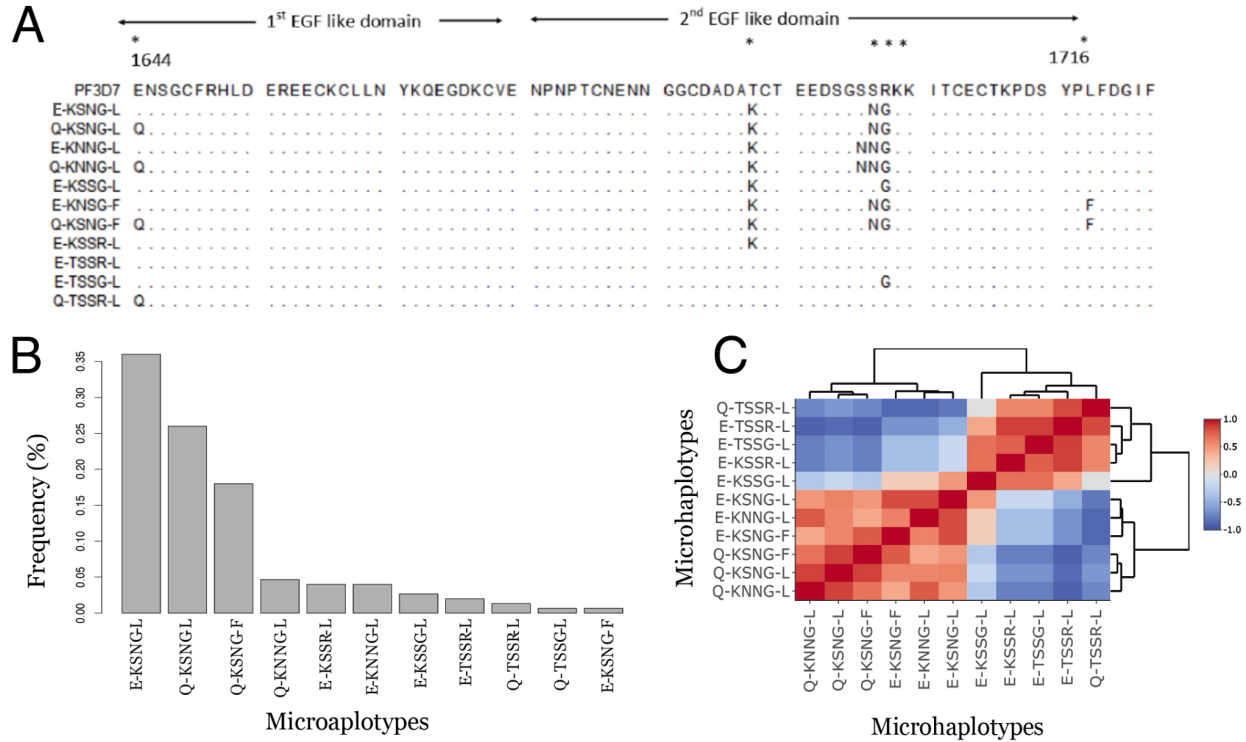 A
1st EGF like domain
2nd EGF like domain
* * * * * *
1644 1716
PF3D7 ENSGCFRHLD EREECKCLLN YKQEGDKCVE NPNPTCNENN GGCDADATCT EEDSGSSRKK ITCECTKPDS YPLFDGIF
E-KSNG-L .......... .......... .......... .......... .......K.. ......NG.. .......... ........
Q-KSNG-L Q......... .......... .......... .......... .......K.. ......NG.. .......... ........
E-KNNG-L .......... .......... .......... .......... .......K.. .....NNG.. .......... ........
Q-KNNG-L Q......... .......... .......... .......... .......K.. .....NNG.. .......... ........
E-KSSG-L .......... .......... .......... .......... .......K.. .......G.. .......... ........
E-KNSG-F .......... .......... .......... .......... .......K.. ......NG.. .......... ..F.....
Q-KSNG-F Q......... .......... .......... .......... .......K.. ......NG.. .......... ..F.....
E-KSSR-L .......... .......... .......... .......... .......K.. .......... .......... ........
E-TSSR-L .......... .......... .......... .......... .......... .......... .......... ........
E-TSSG-L .......... .......... .......... .......... .......... .......G.. .......... ........
Q-TSSR-L Q......... .......... .......... .......... .......... .......... .......... ........
B
Frequency (%)
0.35
0.30
0.25
0.20
0.15
0.10
0.05
0.00
E-KSNG-L
Q-KSNG-L
Q-KSNG-F
Q-KNNG-L
E-KSSR-L
E-KNNG-L
E-KSSG-L
E-TSSR-L
Q-TSSR-L
Q-TSSG-L
E-KSNG-F
Microaplotypes
C
Microhaplotypes
Q-TSSR-L
E-TSSR-L
E-TSSG-L
E-KSSR-L
E-KSSG-L
E-KSNG-L
E-KNNG-L
E-KSNG-F
Q-KSNG-F
Q-KSNG-L
Q-KNNG-L
Q-KNNG-L
Q-KSNG-L
Q-KSNG-F
E-KSNG-F
E-KNNG-L
E-KSNG-L
E-KSSG-L
E-KSSR-L
E-TSSG-L
E-TSSR-L
Q-TSSR-L
Microhaplotypes
1.0
0.5
0.0
-0.5
-1.0